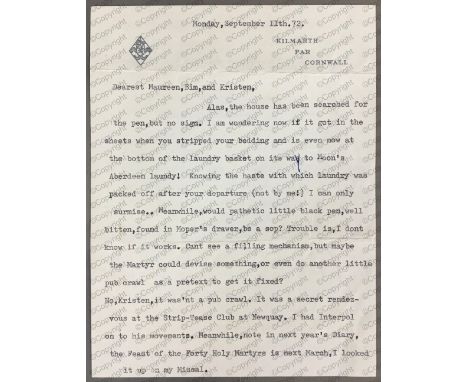 Monday, September 11th.72.
KILMARTH
PAR
CORNWALL
Dearest Maureen, Bim, and Kristen,
Alas, the house has been searched for
the pen, but no sign. I am wondering now if it got in the
sheets when you stripped your bedding and is even now at
the bottom of the laundry basket on its way to Moon's
Aberdeen laundy! Knowing the haste with which laundry was
packed off after your departure (not by me!) I can only
surmise.. Meanwhile, would pathetic little black pen, well
bitten, found in Moper's drawer, be a sop? Trouble is, I dont
know if it works. Cant see a filling mechanism, but maybe
the Martyr could devise something, or even do another little
pub crawl as a pretext to get it fixed?
No, Kristen, it was'nt a pub crawl. It was a secret rendez-
vous at the Strip-Tease Club at Newquay. I had Interpol
on to his movements. Meanwhile, note in next year's Diary,
the Feast of the Forty Holy Martyrs is next March, I looked
it up in my Missal.